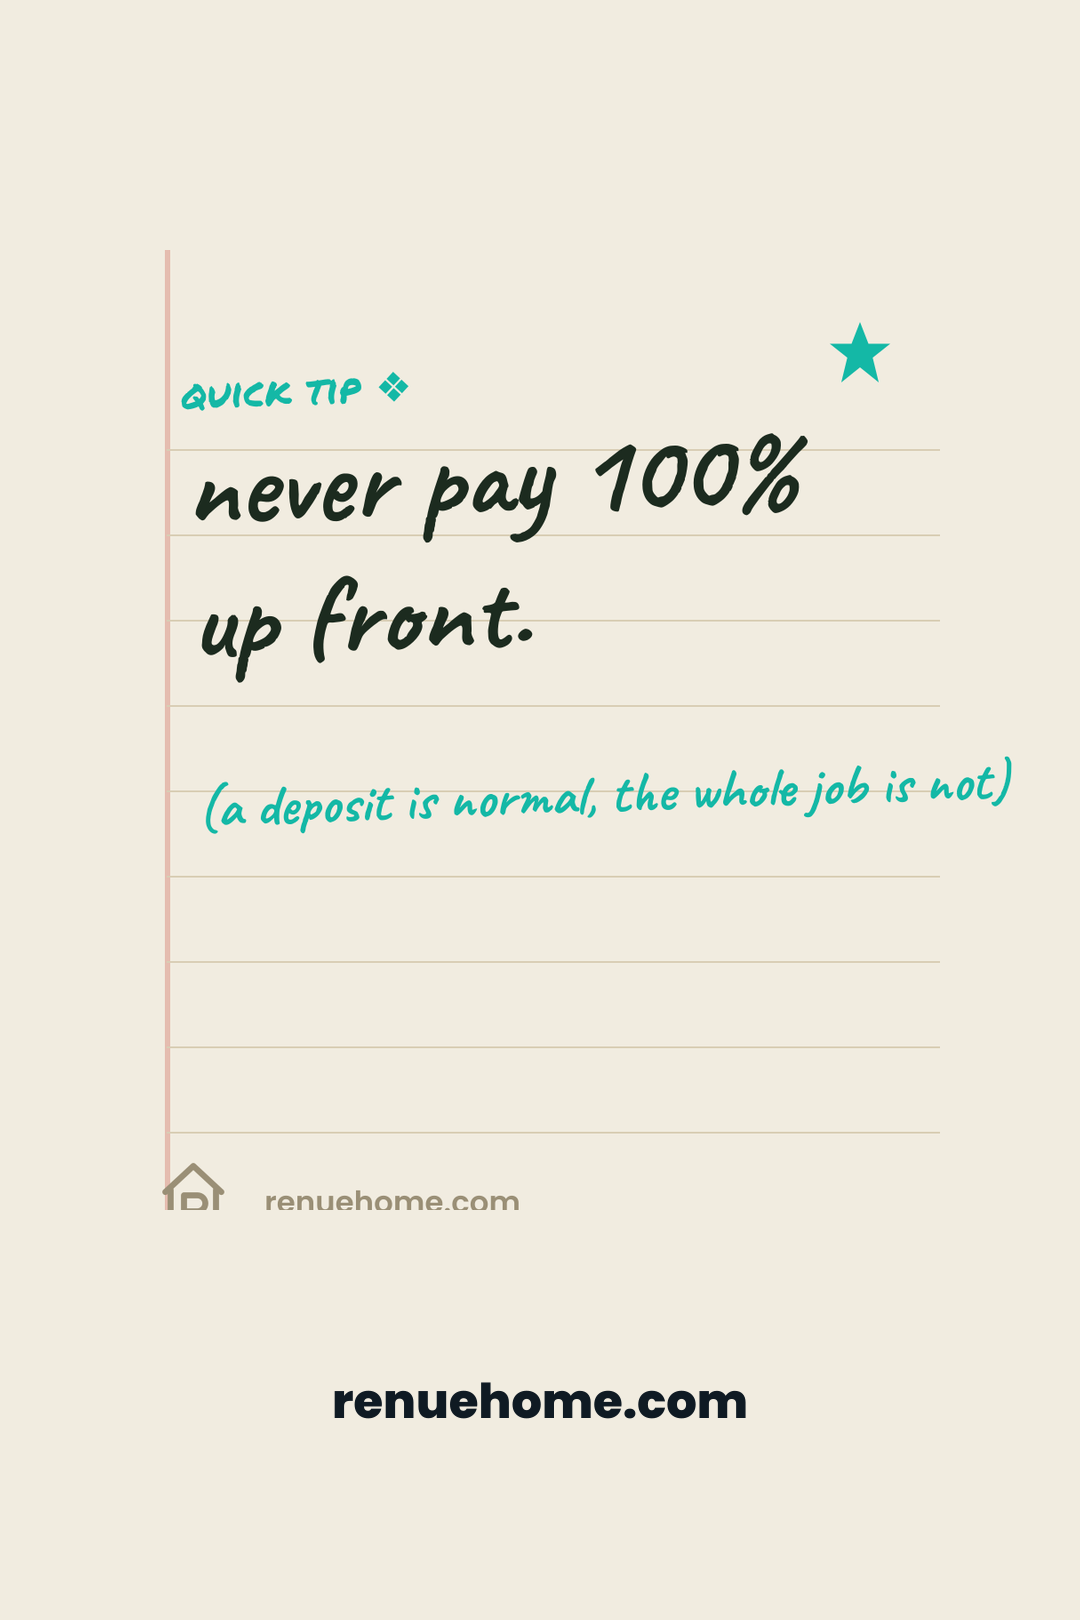 QUICK TIP ❖
never pay 100%
up front.
(a deposit is normal, the whole job is not)
renuehome.com
renuehome.com